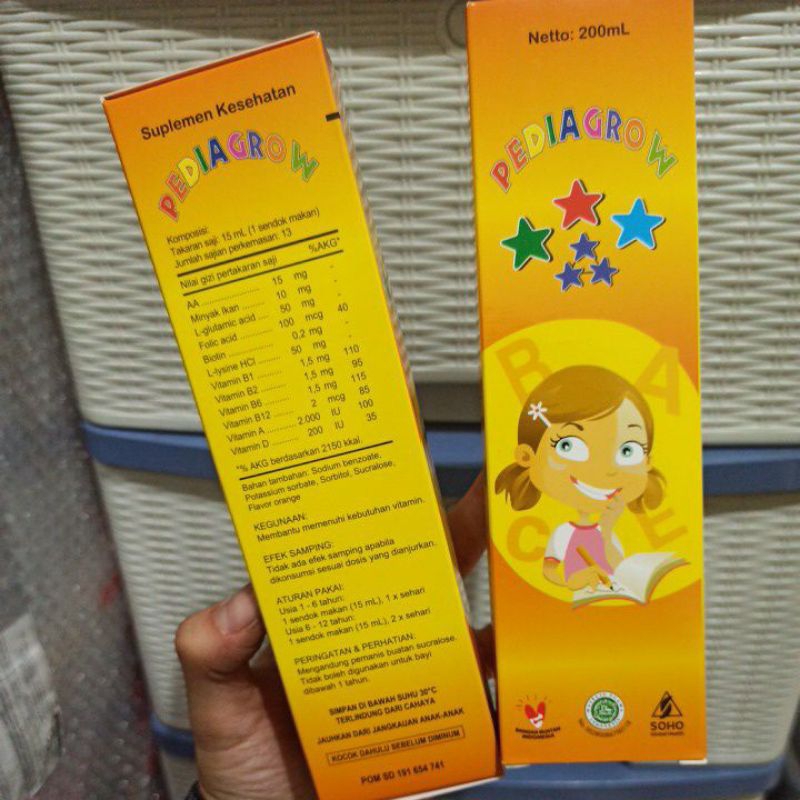 Suplemen Kesehatan
PEDIAGROW
Komposisi:
Takaran saji: 15 mL (1 sendok makan)
Jumlah sajian perkemasan: 13
Nilai gizi pertakaran saji %AKG*
AA .................. 15 mg -
Minyak Ikan ........ 10 mg -
L-glutamic acid ..... 50 mg -
Folic acid ............ 100 mcg 40
Biotin ............... 0,2 mg -
L-lysine HCl ........ 50 mg -
Vitamin B1 ......... 1,5 mg 110
Vitamin B2 ......... 1,5 mg 95
Vitamin B6 ......... 1,5 mg 115
Vitamin B12 ........ 2 mcg 85
Vitamin A ........... 2.000 IU 100
Vitamin D ........... 200 IU 35
*% AKG berdasarkan 2150 kkal.
Bahan tambahan: Sodium benzoate,
Potassium sorbate, Sorbitol, Sucralose,
Flavor orange
KEGUNAAN:
Membantu memenuhi kebutuhan vitamin.
EFEK SAMPING:
Tidak ada efek samping apabila
dikonsumsi sesuai dosis yang dianjurkan.
ATURAN PAKAI:
Usia 1 - 6 tahun:
1 sendok makan (15 mL), 1 x sehari
Usia 6 - 12 tahun:
1 sendok makan (15 mL), 2 x sehari
PERINGATAN & PERHATIAN:
Mengandung pemanis buatan sucralose.
Tidak boleh digunakan untuk bayi
dibawah 1 tahun.
SIMPAN DI BAWAH SUHU 30°C
TERLINDUNG DARI CAHAYA
JAUHKAN DARI JANGKAUAN ANAK-ANAK
KOCOK DAHULU SEBELUM DIMINUM
POM SD 191 654 741
Netto: 200mL
PEDIAGROW
B A
C E
SOHO